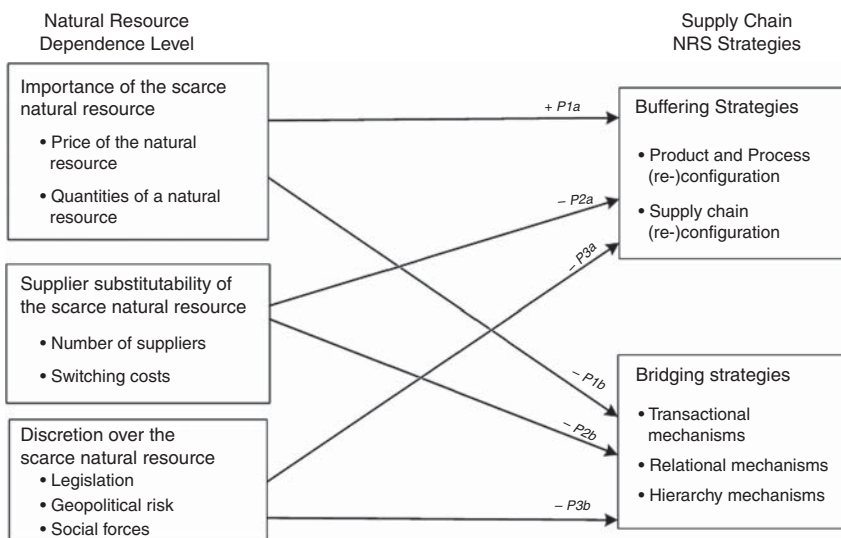 Natural Resource
Dependence Level
Supply Chain
NRS Strategies
Importance of the scarce
natural resource
• Price of the natural
resource
• Quantities of a natural
resource
+ P1a
Buffering Strategies
• Product and Process
(re-)configuration
• Supply chain
(re-)configuration
– P2a
– P3a
Supplier substitutability of
the scarce natural resource
• Number of suppliers
• Switching costs
– P1b
– P2b
Bridging strategies
• Transactional
mechanisms
• Relational mechanisms
• Hierarchy mechanisms
Discretion over the
scarce natural resource
• Legislation
• Geopolitical risk
• Social forces
– P3b